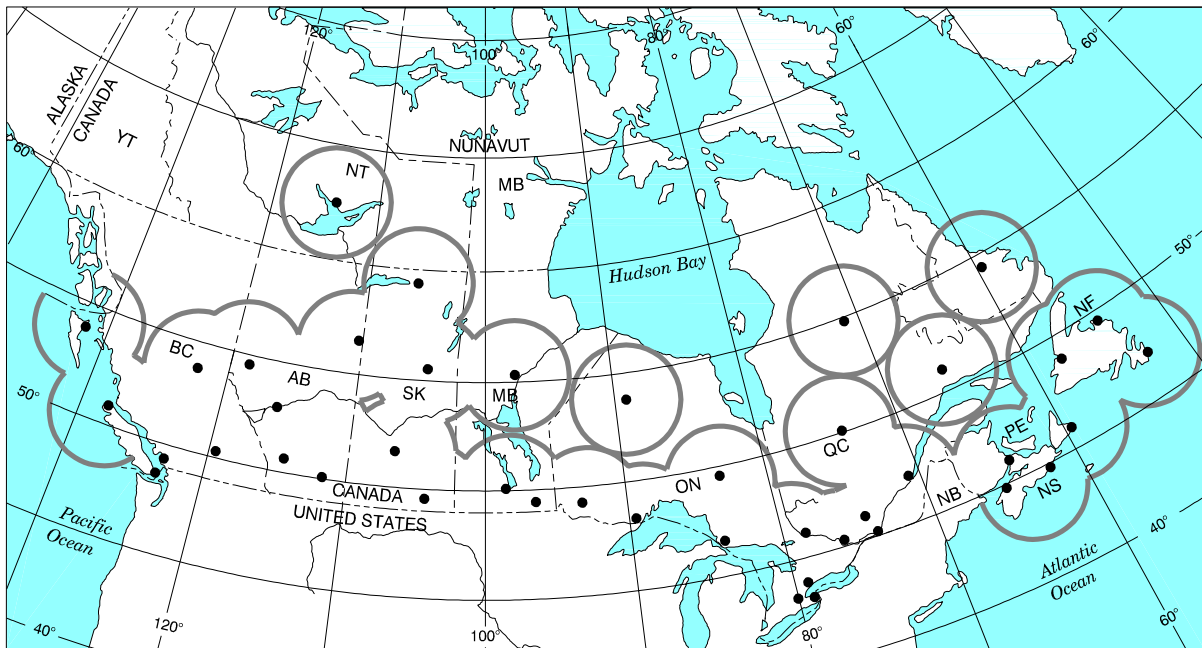 120°
100°
80°
60°
60°
ALASKA
CANADA
YT
60°
NUNAVUT
NT
MB
50°
Hudson Bay
NF
BC
AB
SK
MB
50°
PE
QC
ON
NB
NS
CANADA
UNITED STATES
Pacific
Ocean
40°
Atlantic
Ocean
40°
120°
100°
80°
60°